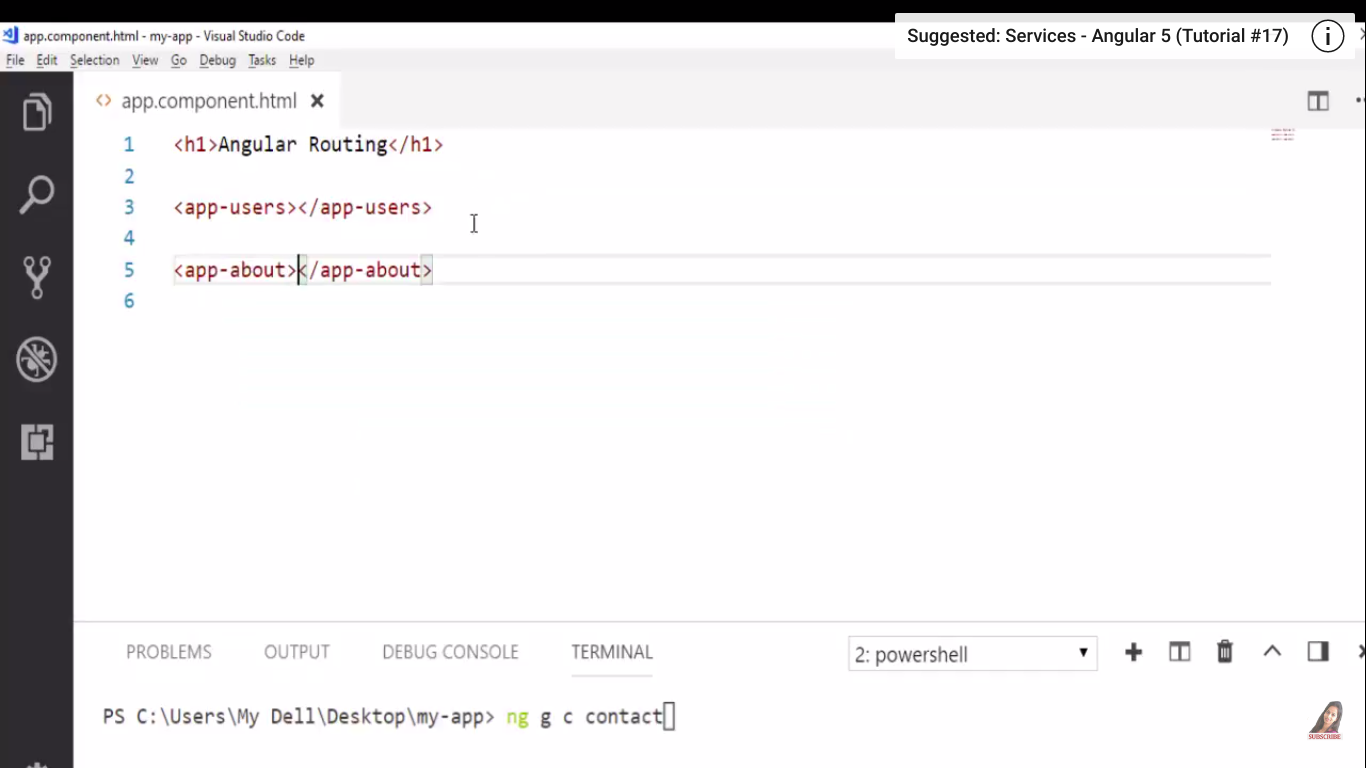 Suggested: Services - Angular 5 (Tutorial #17)
app.component.html - my-app - Visual Studio Code
File Edit Selection View Go Debug Tasks Help
app.component.html
1 <h1>Angular Routing</h1>
2
3 <app-users></app-users>
4
5 <app-about></app-about>
6
PROBLEMS OUTPUT DEBUG CONSOLE TERMINAL 2: powershell
PS C:\Users\My Dell\Desktop\my-app> ng g c contact
SUBSCRIBE